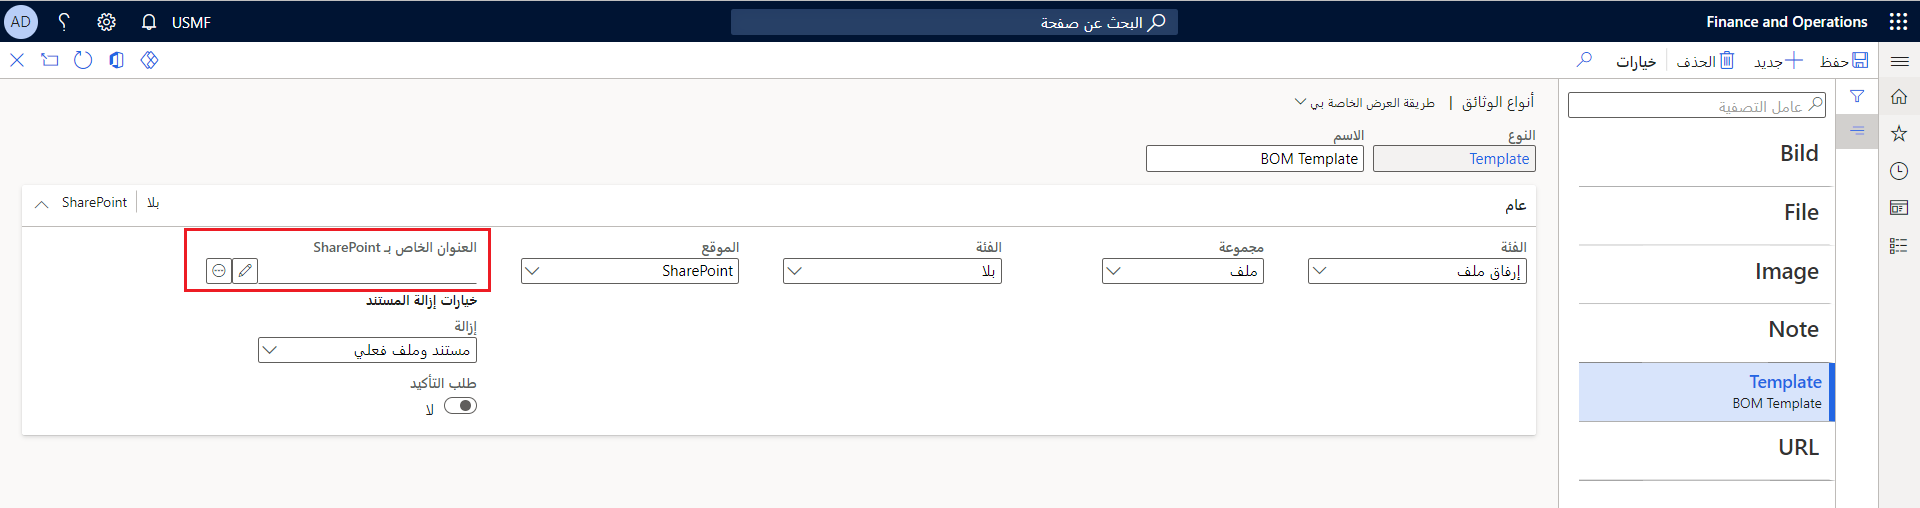 Finance and Operations
البحث عن صفحة
USMF
AD
حفظ
جديد
الحذف
خيارات
عامل التصفية
Bild
File
Image
Note
Template
BOM Template
URL
أنواع الوثائق | طريقة العرض الخاصة بي
النوع
Template
الاسم
BOM Template
عام
بلا
SharePoint
الفئة
إرفاق ملف
مجموعة
ملف
الفئة
بلا
الموقع
SharePoint
العنوان الخاص بـ SharePoint
خيارات إزالة المستند
إزالة
مستند وملف فعلي
طلب التأكيد
لا